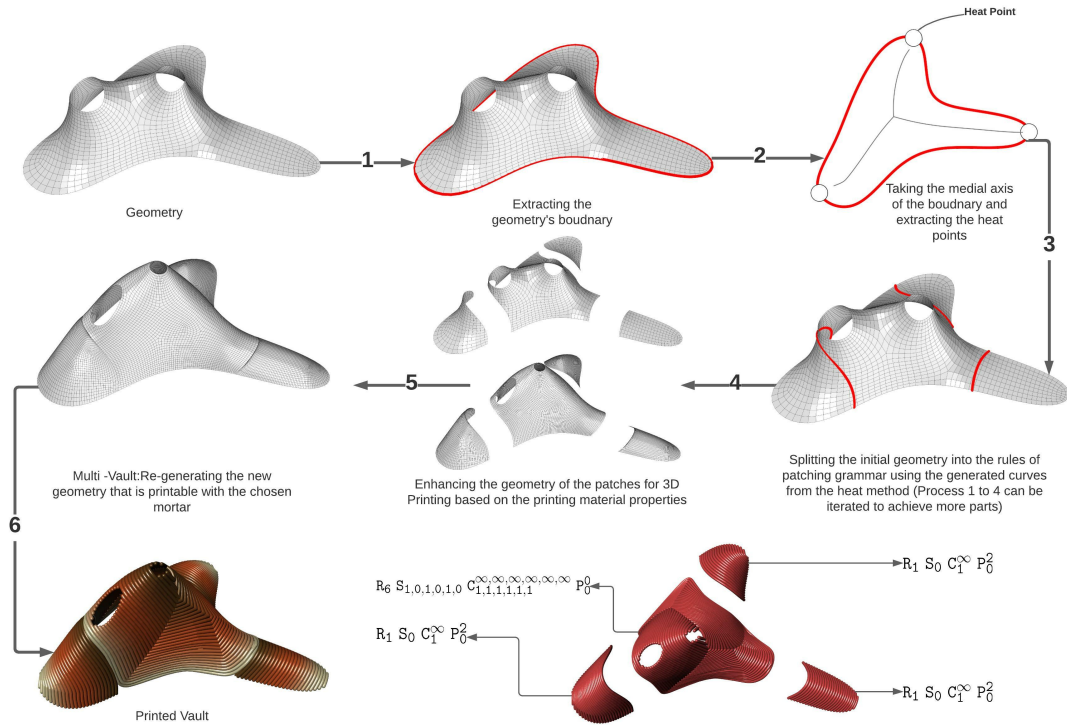 Heat Point
1
2
Geometry
Extracting the
geometry's boudnary
Taking the medial axis
of the boudnary and
extracting the heat
points
3
5
4
Multi -Vault:Re-generating the new
geometry that is printable with the chosen
mortar
Enhancing the geometry of the patches for 3D
Printing based on the printing material properties
Splitting the initial geometry into the rules of
patching grammar using the generated curves
from the heat method (Process 1 to 4 can be
iterated to achieve more parts)
6
R₁ S₀ C₁^∞ P₀²
R₆ S₁,₀,₁,₀,₁,₀ C₁,₁,₁,₁,₁,₁^∞,∞,∞,∞,∞,∞ P₀⁰
R₁ S₀ C₁^∞ P₀²
R₁ S₀ C₁^∞ P₀²
Printed Vault